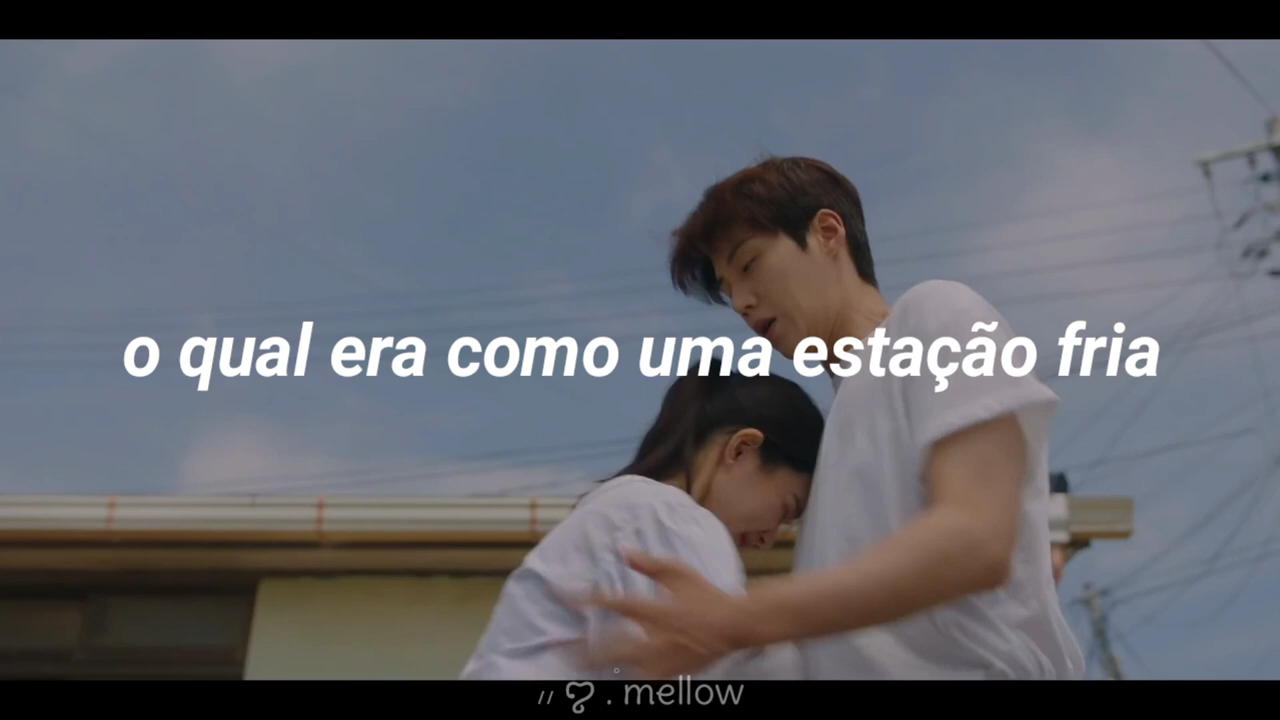 o qual era como uma estação fria
// ღ . mellow